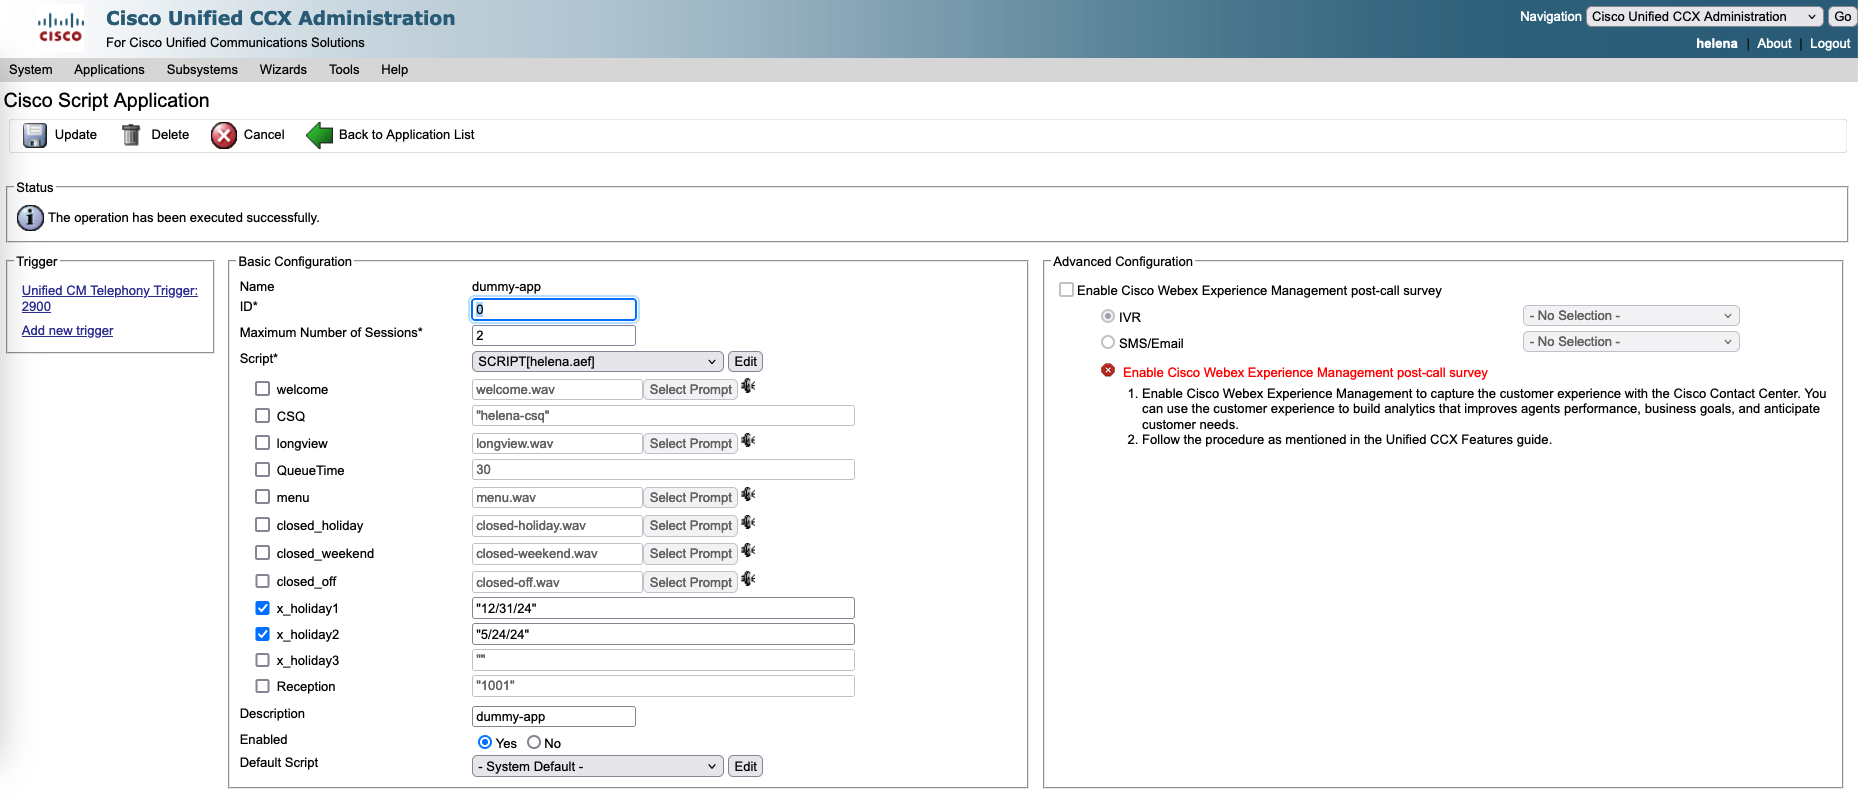 Cisco Unified CCX Administration
For Cisco Unified Communications Solutions
CISCO
Navigation Cisco Unified CCX Administration Go
helena | About | Logout
System Applications Subsystems Wizards Tools Help
Cisco Script Application
Update Delete Cancel Back to Application List
Status
The operation has been executed successfully.
Trigger
Unified CM Telephony Trigger:
2900
Add new trigger
Basic Configuration
Name dummy-app
ID* 0
Maximum Number of Sessions* 2
Script* SCRIPT[helena.aef] Edit
welcome welcome.wav Select Prompt
CSQ "helena-csq"
longview longview.wav Select Prompt
QueueTime 30
menu menu.wav Select Prompt
closed_holiday closed-holiday.wav Select Prompt
closed_weekend closed-weekend.wav Select Prompt
closed_off closed-off.wav Select Prompt
x_holiday1 "12/31/24"
x_holiday2 "5/24/24"
x_holiday3 ""
Reception "1001"
Description dummy-app
Enabled Yes No
Default Script - System Default - Edit
Advanced Configuration
Enable Cisco Webex Experience Management post-call survey
IVR - No Selection -
SMS/Email - No Selection -
Enable Cisco Webex Experience Management post-call survey
1. Enable Cisco Webex Experience Management to capture the customer experience with the Cisco Contact Center. You
can use the customer experience to build analytics that improves agents performance, business goals, and anticipate
customer needs.
2. Follow the procedure as mentioned in the Unified CCX Features guide.